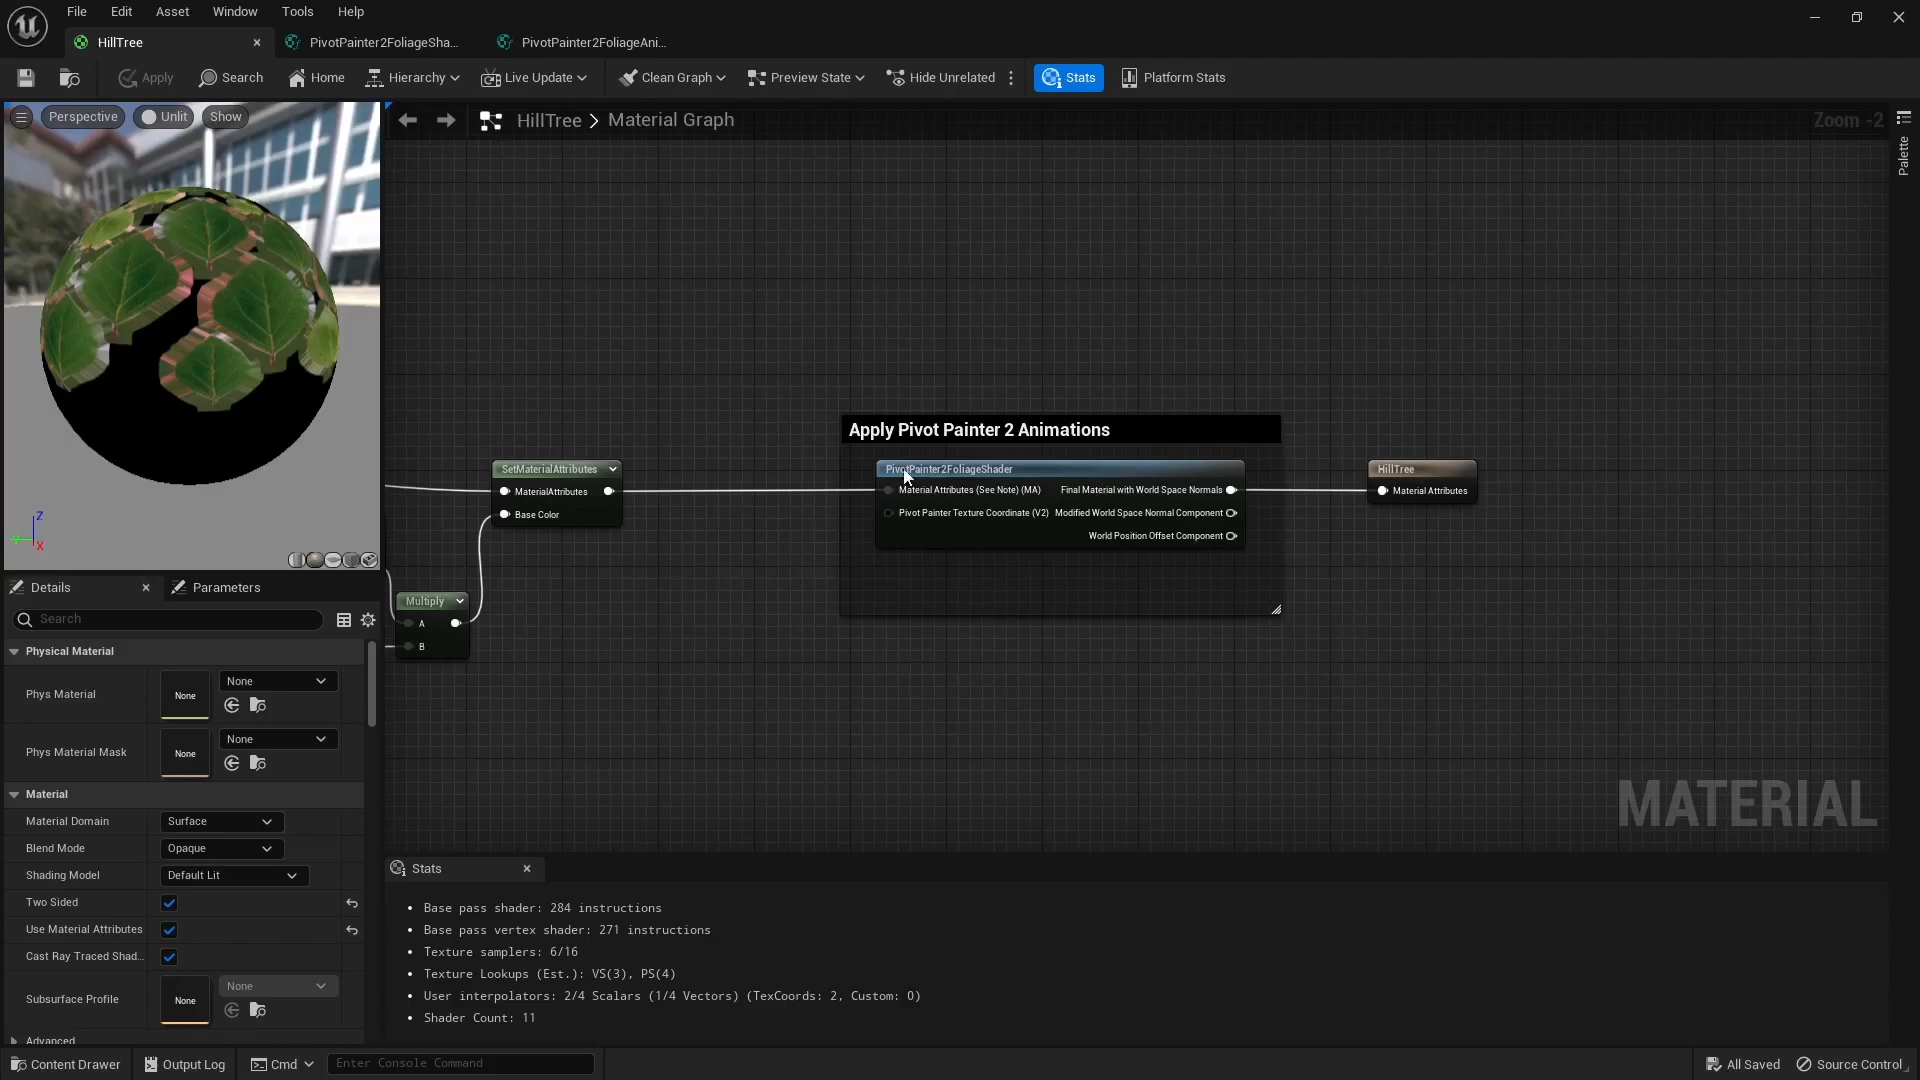 File Edit Asset Window Tools Help
HillTree
PivotPainter2FoliageSha...
PivotPainter2FoliageAni...
Apply
Search
Home
Hierarchy
Live Update
Clean Graph
Preview State
Hide Unrelated
Stats
Platform Stats
Perspective
Unlit
Show
HillTree > Material Graph
Zoom -2
Palette
Apply Pivot Painter 2 Animations
SetMaterialAttributes
MaterialAttributes
Base Color
PivotPainter2FoliageShader
Material Attributes (See Note) (MA)
Final Material with World Space Normals
Pivot Painter Texture Coordinate (V2)
Modified World Space Normal Component
World Position Offset Component
HillTree
Material Attributes
Multiply
A
B
MATERIAL
Z
X
Details
Parameters
Search
Physical Material
Phys Material
None
None
Phys Material Mask
None
None
Material
Material Domain
Surface
Blend Mode
Opaque
Shading Model
Default Lit
Two Sided
Use Material Attributes
Cast Ray Traced Shad...
Subsurface Profile
None
None
Advanced
Stats
• Base pass shader: 284 instructions
• Base pass vertex shader: 271 instructions
• Texture samplers: 6/16
• Texture Lookups (Est.): VS(3), PS(4)
• User interpolators: 2/4 Scalars (1/4 Vectors) (TexCoords: 2, Custom: 0)
• Shader Count: 11
Content Drawer
Output Log
Cmd
Enter Console Command
All Saved
Source Control